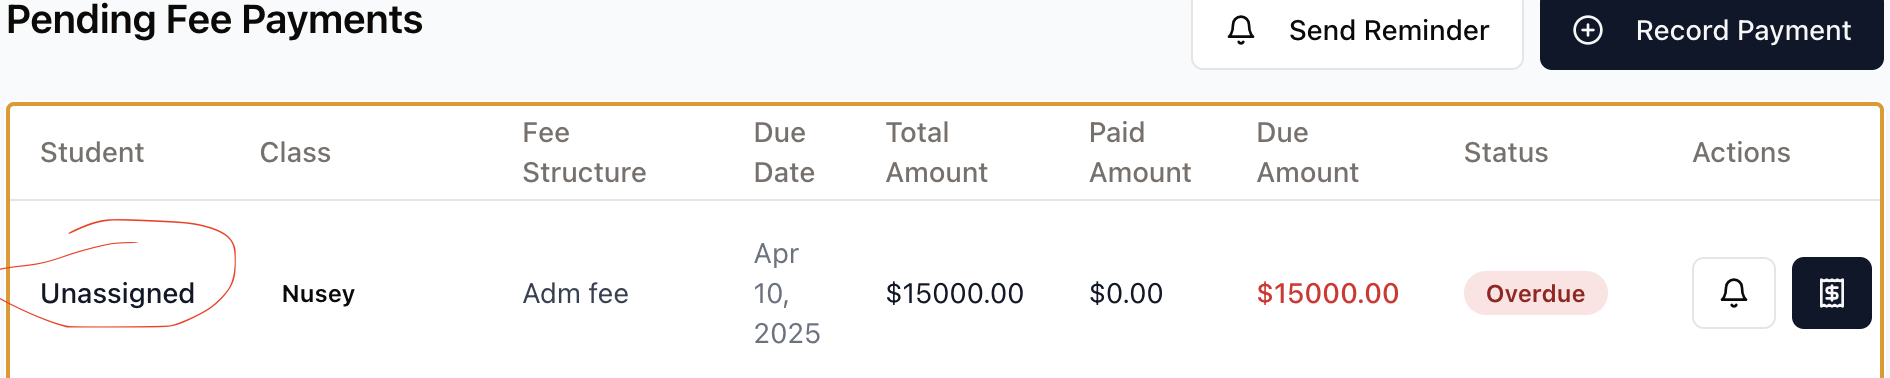 Pending Fee Payments
Send Reminder
Record Payment
Student
Class
Fee
Structure
Due
Date
Total
Amount
Paid
Amount
Due
Amount
Status
Actions
Unassigned
Nusey
Adm fee
Apr
10,
2025
$15000.00
$0.00
$15000.00
Overdue